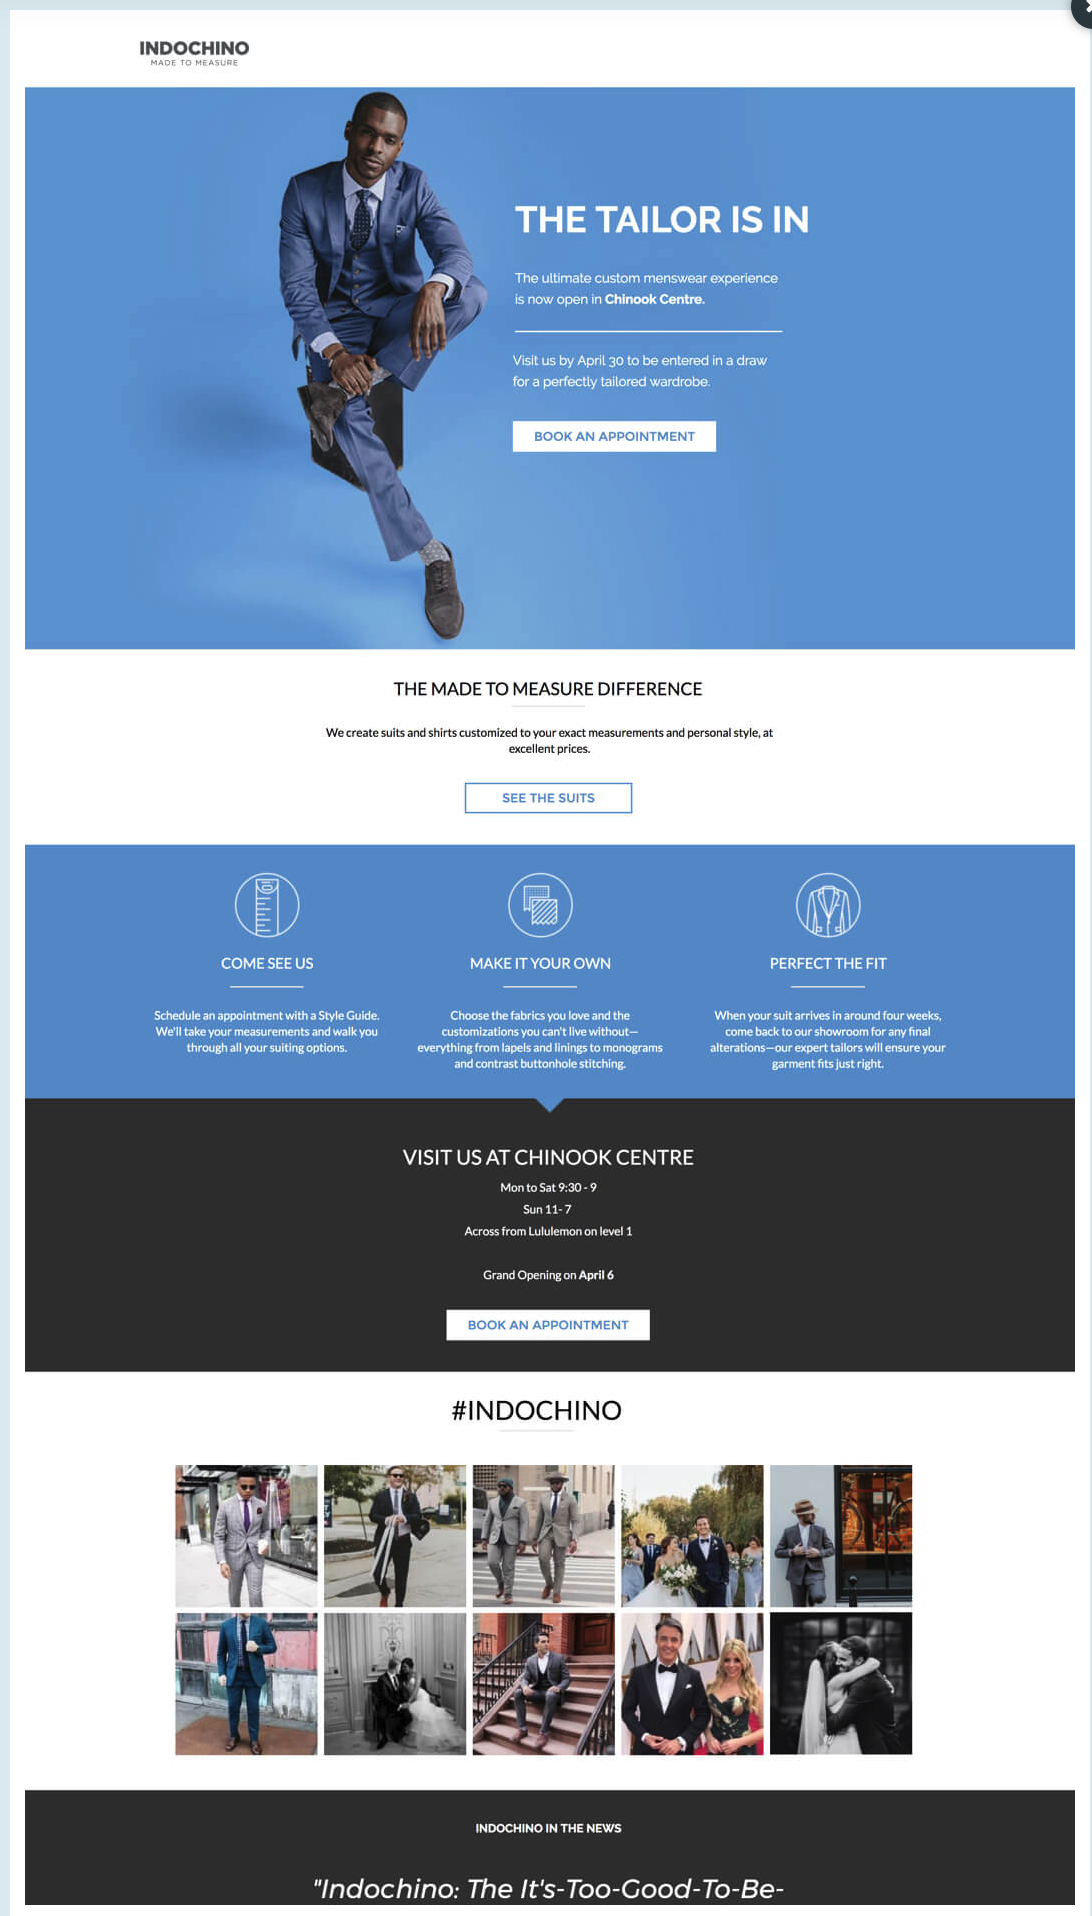 INDOCHINO
MADE TO MEASURE
THE TAILOR IS IN
The ultimate custom menswear experience
is now open in Chinook Centre.
Visit us by April 30 to be entered in a draw
for a perfectly tailored wardrobe.
BOOK AN APPOINTMENT
THE MADE TO MEASURE DIFFERENCE
We create suits and shirts customized to your exact measurements and personal style, at
excellent prices.
SEE THE SUITS
COME SEE US
Schedule an appointment with a Style Guide.
We'll take your measurements and walk you
through all your suiting options.
MAKE IT YOUR OWN
Choose the fabrics you love and the
customizations you can't live without—
everything from lapels and linings to monograms
and contrast buttonhole stitching.
PERFECT THE FIT
When your suit arrives in around four weeks,
come back to our showroom for any final
alterations—our expert tailors will ensure your
garment fits just right.
VISIT US AT CHINOOK CENTRE
Mon to Sat 9:30 - 9
Sun 11- 7
Across from Lululemon on level 1
Grand Opening on April 6
BOOK AN APPOINTMENT
#INDOCHINO
INDOCHINO IN THE NEWS
"Indochino: The It's-Too-Good-To-Be-